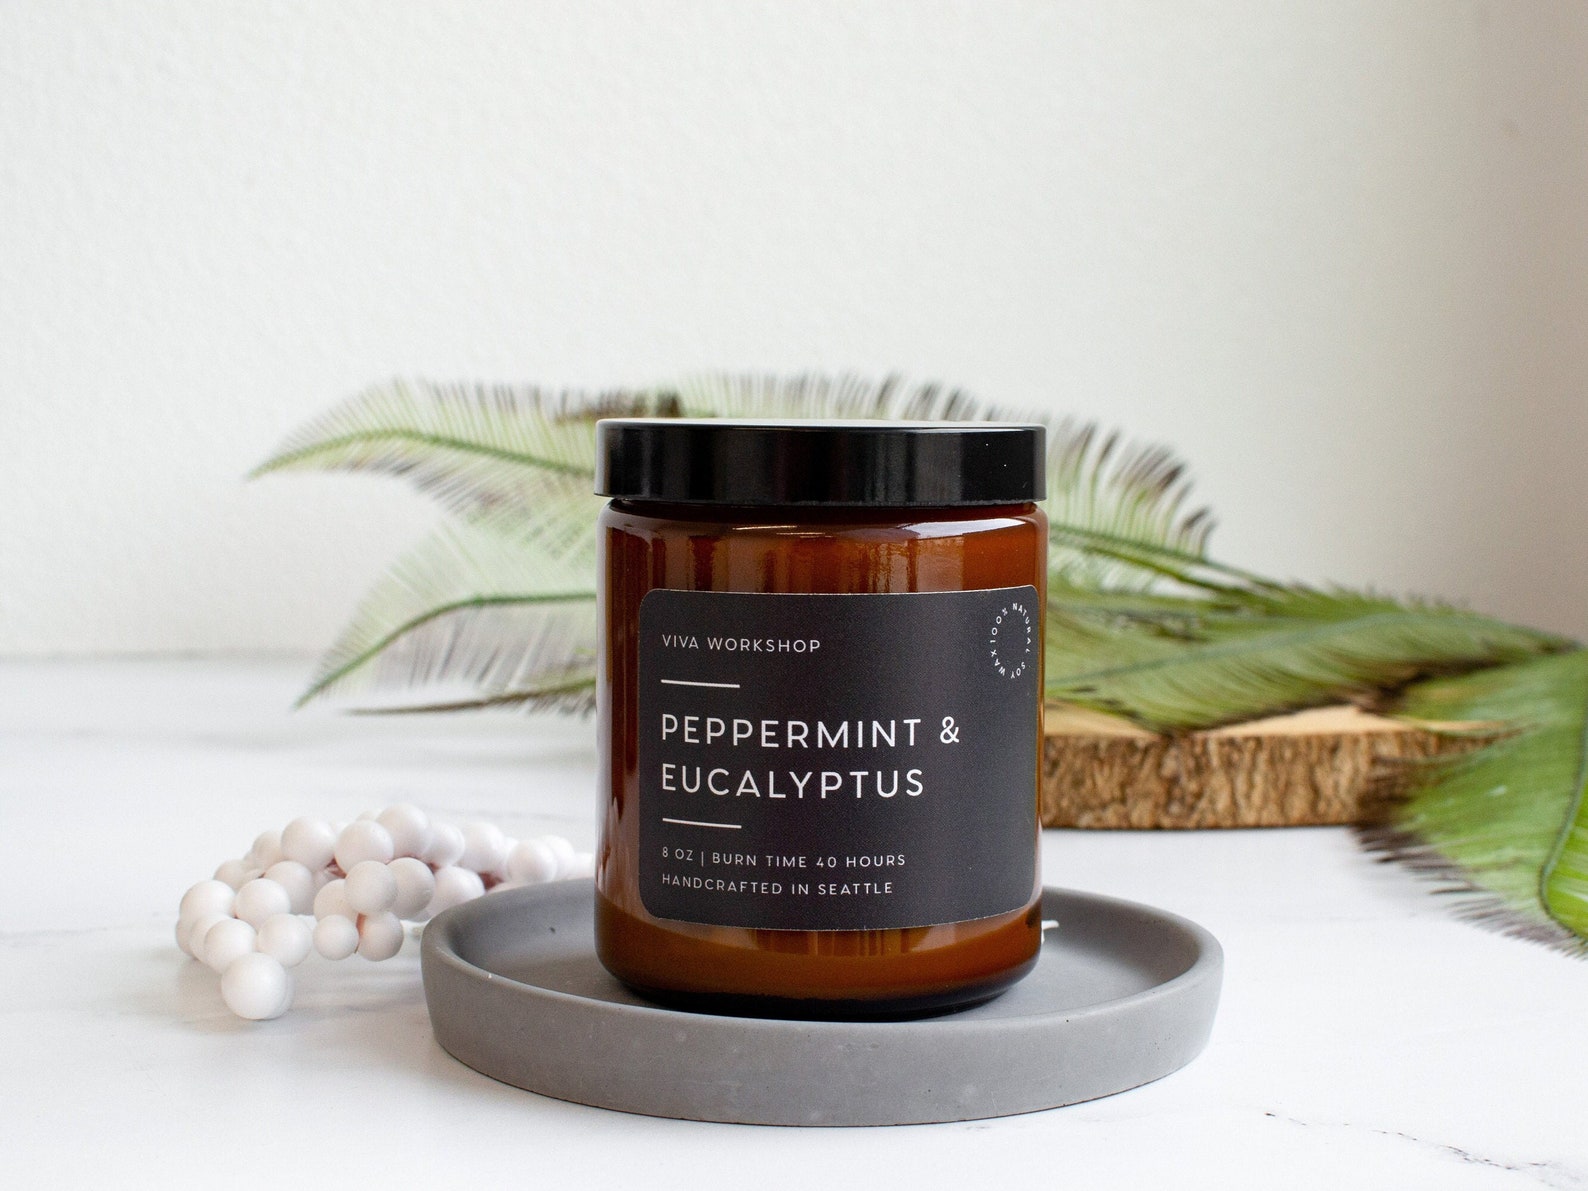 VIVA WORKSHOP
100% NATURAL SOY WAX
PEPPERMINT &
EUCALYPTUS
8 OZ | BURN TIME 40 HOURS
HANDCRAFTED IN SEATTLE